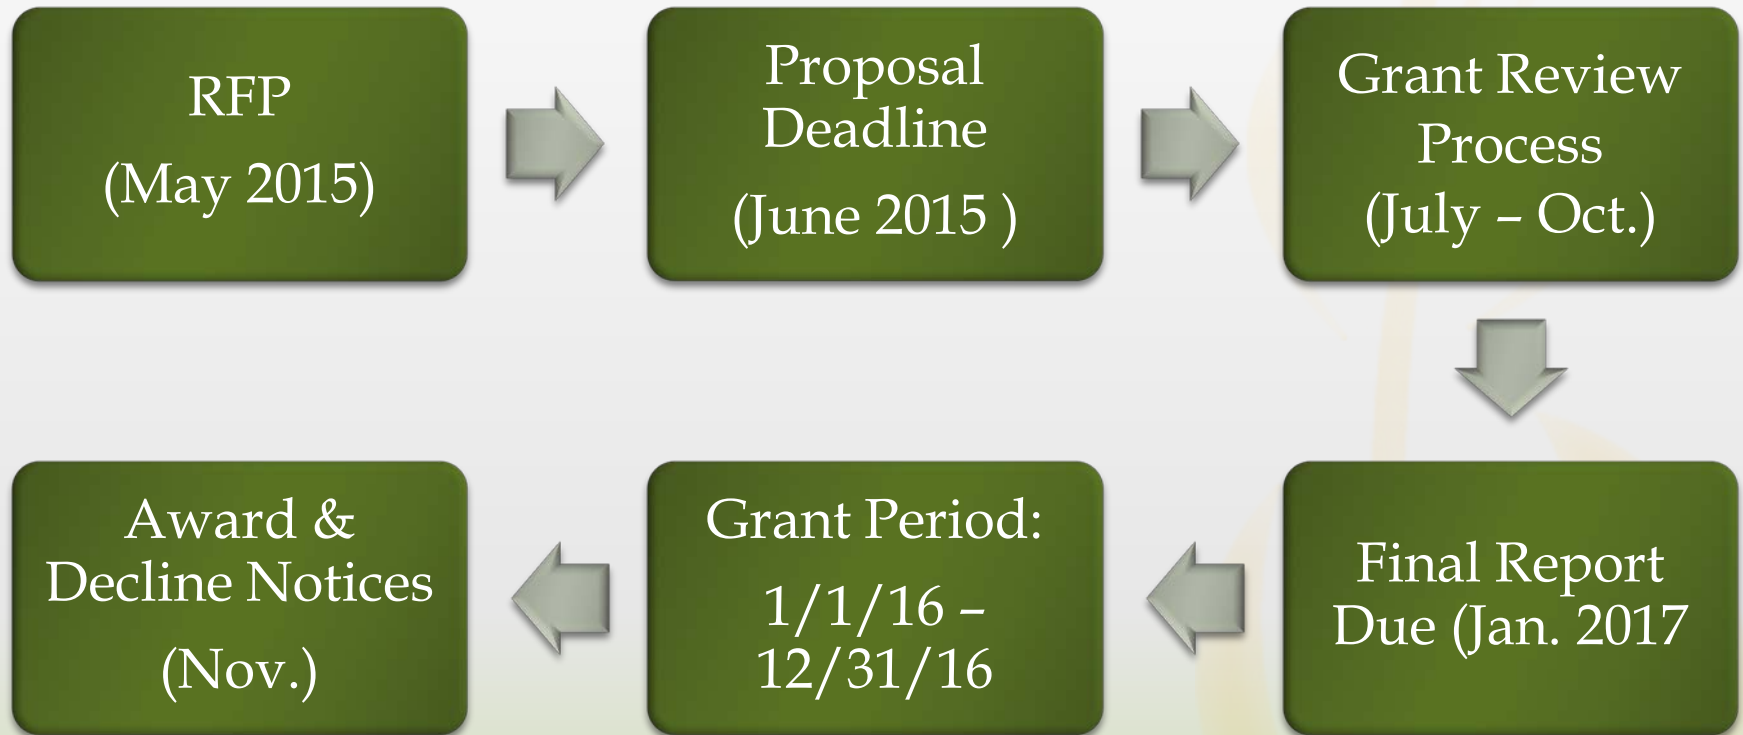 RFP
(May 2015)
Proposal
Deadline
(June 2015 )
Grant Review
Process
(July – Oct.)
Final Report
Due (Jan. 2017
Grant Period:
1/1/16 –
12/31/16
Award &
Decline Notices
(Nov.)